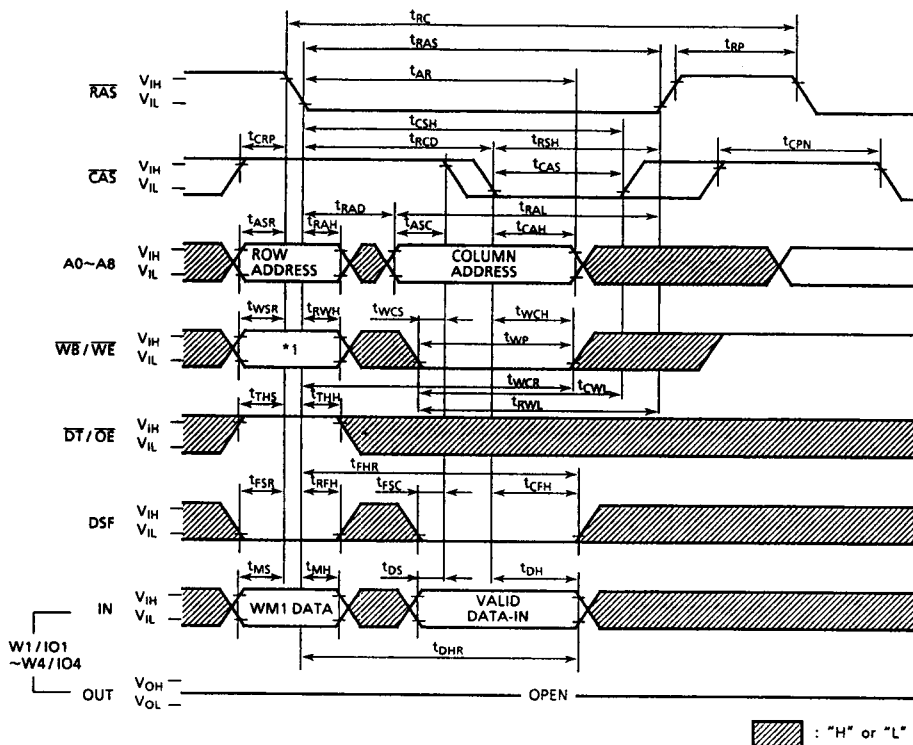 tRC
tRAS tRP
tAR
RAS VIH
VIL
tCSH
tCRP tRCD tRSH tCPN
CAS VIH tCAS
VIL
tRAD tRAL
tASR tRAH tASC tCAH
A0~A8 VIH ROW COLUMN
VIL ADDRESS ADDRESS
tWSR tRWH tWCS tWCH
WB/WE VIH *1 tWP
VIL
tWCR
tCWL
tTHS tTHH tRWL
DT/OE VIH
VIL
tFHR
tFSR tRFH tFSC tCFH
DSF VIH
VIL
tMS tMH tDS tDH
IN VIH WM1 DATA VALID
VIL DATA-IN
W1/IO1
~W4/IO4
tDHR
OUT VOH OPEN
VOL
: "H" or "L"